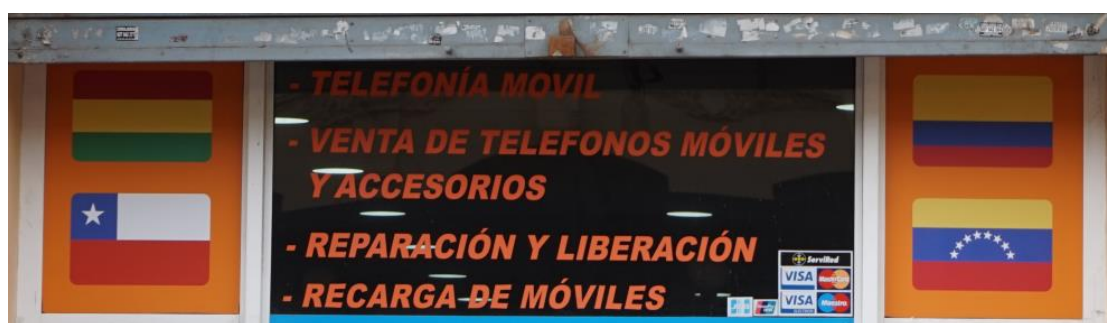 - TELEFONÍA MOVIL
- VENTA DE TELEFONOS MÓVILES
Y ACCESORIOS
- REPARACIÓN Y LIBERACIÓN
- RECARGA DE MÓVILES
ServiRed
VISA MasterCard
VISA Maestro